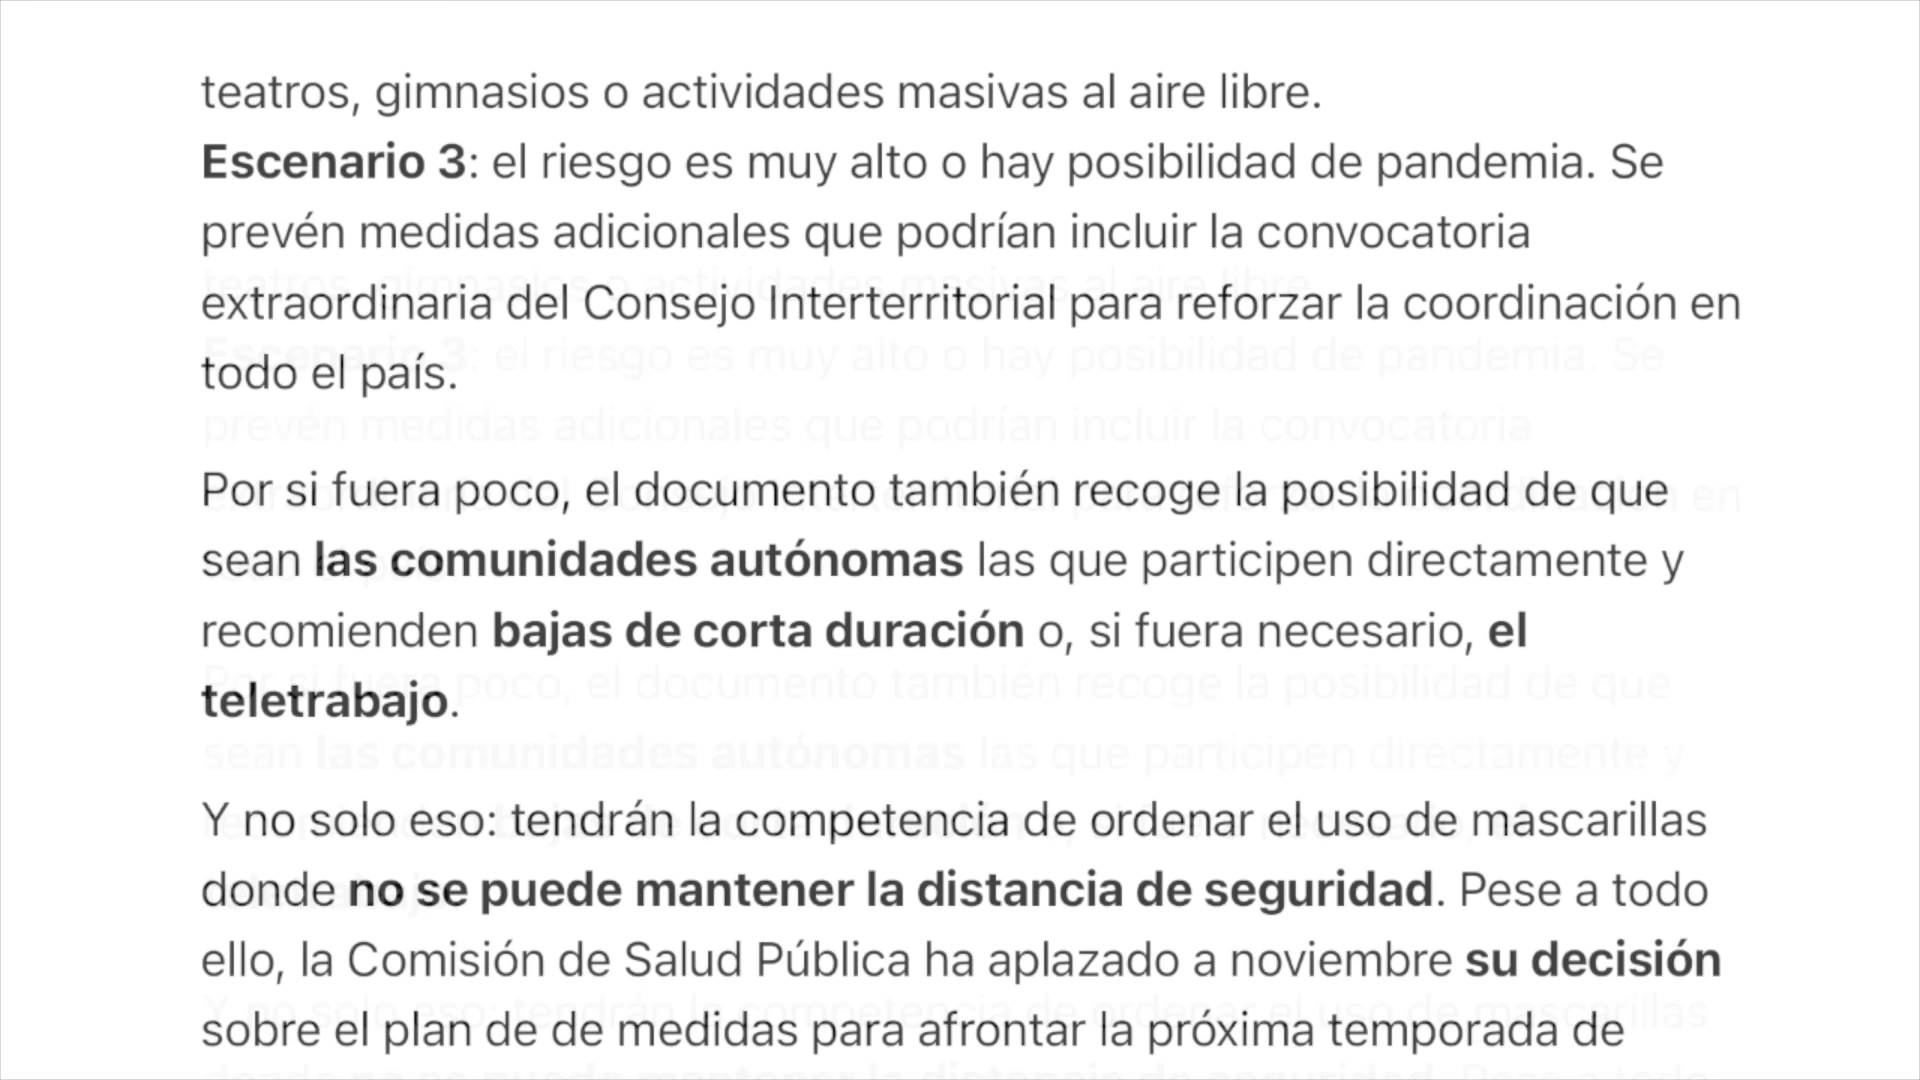 teatros, gimnasios o actividades masivas al aire libre.
Escenario 3: el riesgo es muy alto o hay posibilidad de pandemia. Se
prevén medidas adicionales que podrían incluir la convocatoria
extraordinaria del Consejo Interterritorial para reforzar la coordinación en
todo el país.
Por si fuera poco, el documento también recoge la posibilidad de que
sean las comunidades autónomas las que participen directamente y
recomienden bajas de corta duración o, si fuera necesario, el
teletrabajo.
Y no solo eso: tendrán la competencia de ordenar el uso de mascarillas
donde no se puede mantener la distancia de seguridad. Pese a todo
ello, la Comisión de Salud Pública ha aplazado a noviembre su decisión
sobre el plan de de medidas para afrontar la próxima temporada de